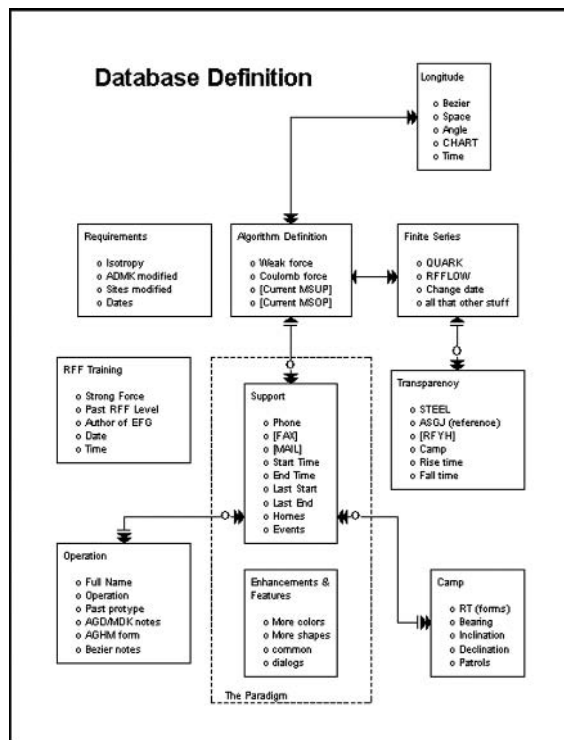 Database Definition
Longitude
o Bezier
o Space
o Angle
o CHART
o Time
Requirements
o Isotropy
o ADMK modified
o Sites modified
o Dates
Algorithm Definition
o Weak force
o Coulomb force
o [Current MSUP]
o [Current MSOP]
Finite Series
o QUARK
o RFFLOW
o Change date
o all that other stuff
RFF Training
o Strong Force
o Past RFF Level
o Author of EFG
o Date
o Time
Support
o Phone
o [FAX]
o [MAIL]
o Start Time
o End Time
o Last Start
o Last End
o Homes
o Events
Transparency
o STEEL
o ASGJ (reference)
o [RFYH]
o Camp
o Rise time
o Fall time
Operation
o Full Name
o Operation
o Past protype
o AGD/MDK notes
o AGHM form
o Bezier notes
Enhancements &
Features
o More colors
o More shapes
o common
o dialogs
Camp
o RT (forms)
o Bearing
o Inclination
o Declination
o Patrols
The Paradigm